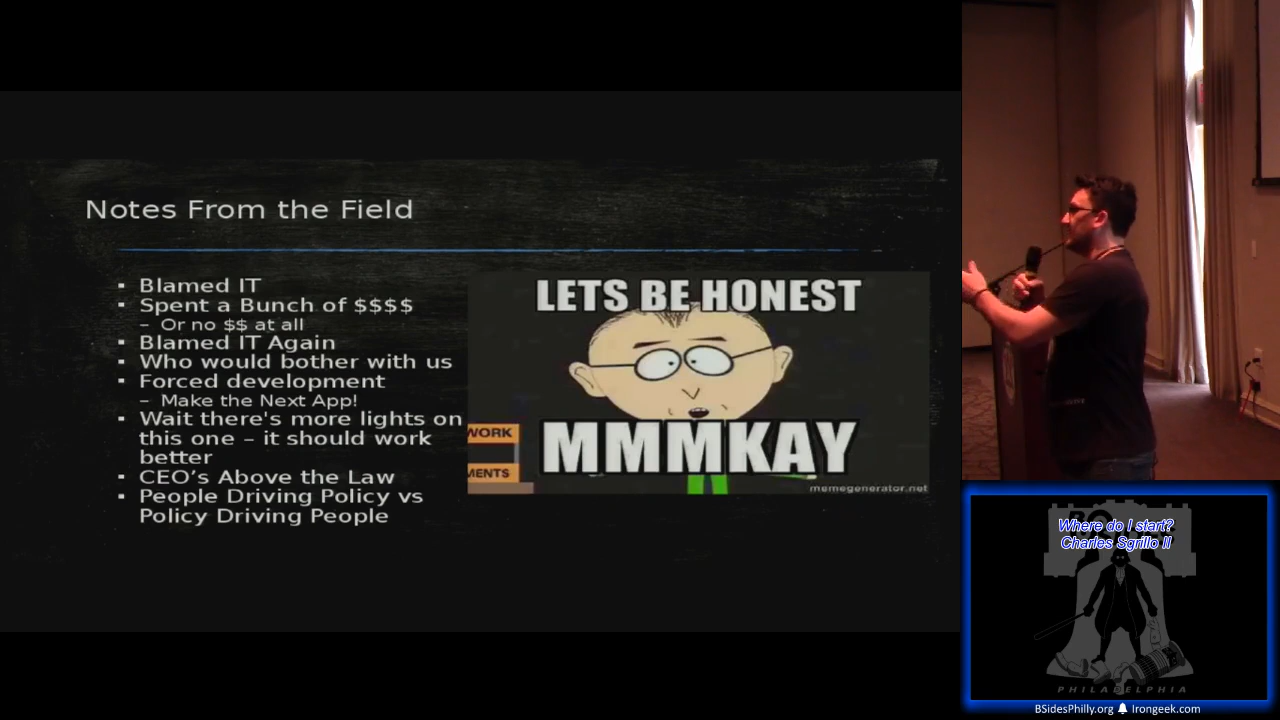 Notes From the Field
▪ Blamed IT
▪ Spent a Bunch of $$$$
– Or no $$ at all
▪ Blamed IT Again
▪ Who would bother with us
▪ Forced development
– Make the Next App!
▪ Wait there's more lights on
this one – it should work
better
▪ CEO’s Above the Law
▪ People Driving Policy vs
Policy Driving People
LETS BE HONEST
WORK
MENTS
MMMKAY
memegenerator.net
Where do I start?
Charles Sgrillo II
PHILADELPHIA
BSidesPhilly.org Irongeek.com